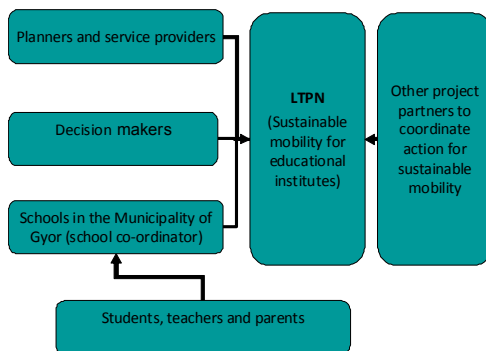 Planners and service providers
Decision makers
Schools in the Municipality of
Gyor (school co-ordinator)
Students, teachers and parents
LTPN
(Sustainable
mobility for
educational
institutes)
Other project
partners to
coordinate
action for
sustainable
mobility